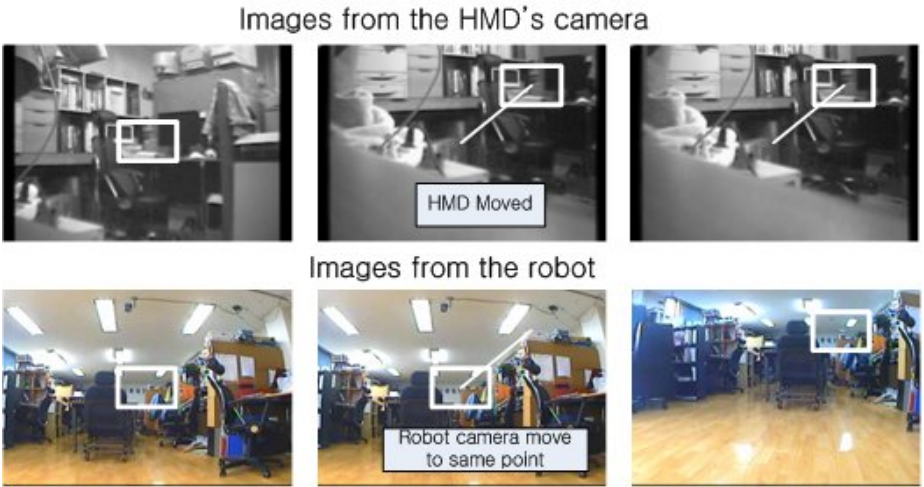 Images from the HMD's camera
HMD Moved
Images from the robot
Robot camera move
to same point